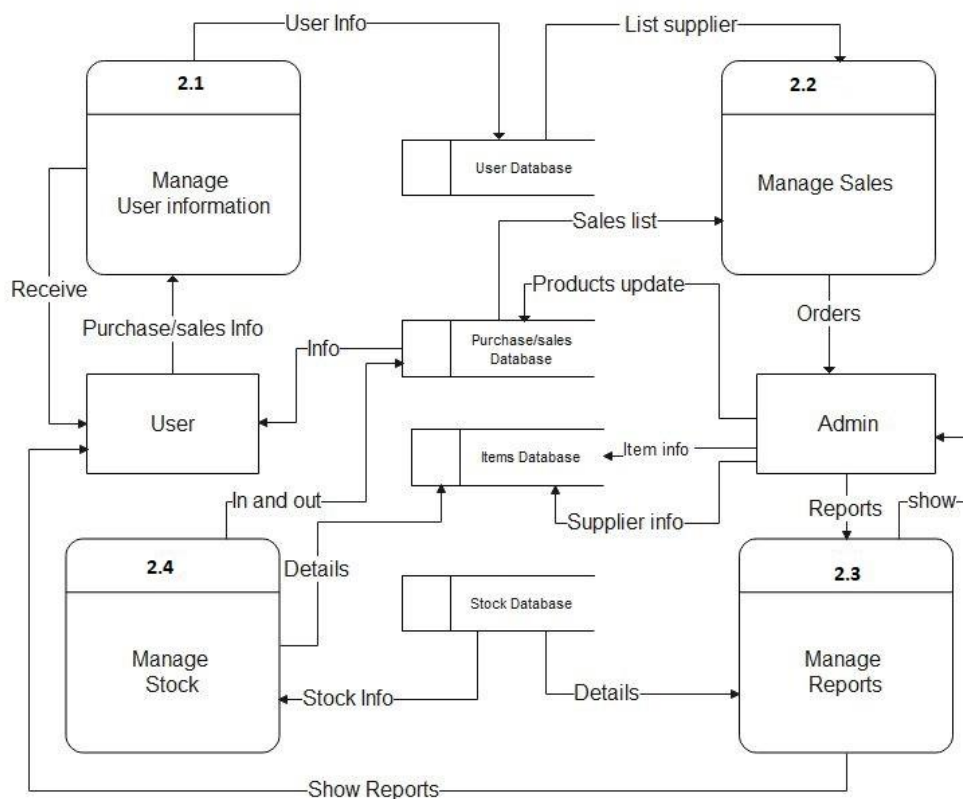 User Info
List supplier
2.1
2.2
User Database
Manage
User information
Manage Sales
Sales list
Receive
Products update
Orders
Purchase/sales Info
Info
Purchase/sales
Database
User
Admin
Items Database
Item info
In and out
Supplier info
Reports
show
2.4
Details
2.3
Stock Database
Manage
Stock
Manage
Reports
Stock Info
Details
Show Reports